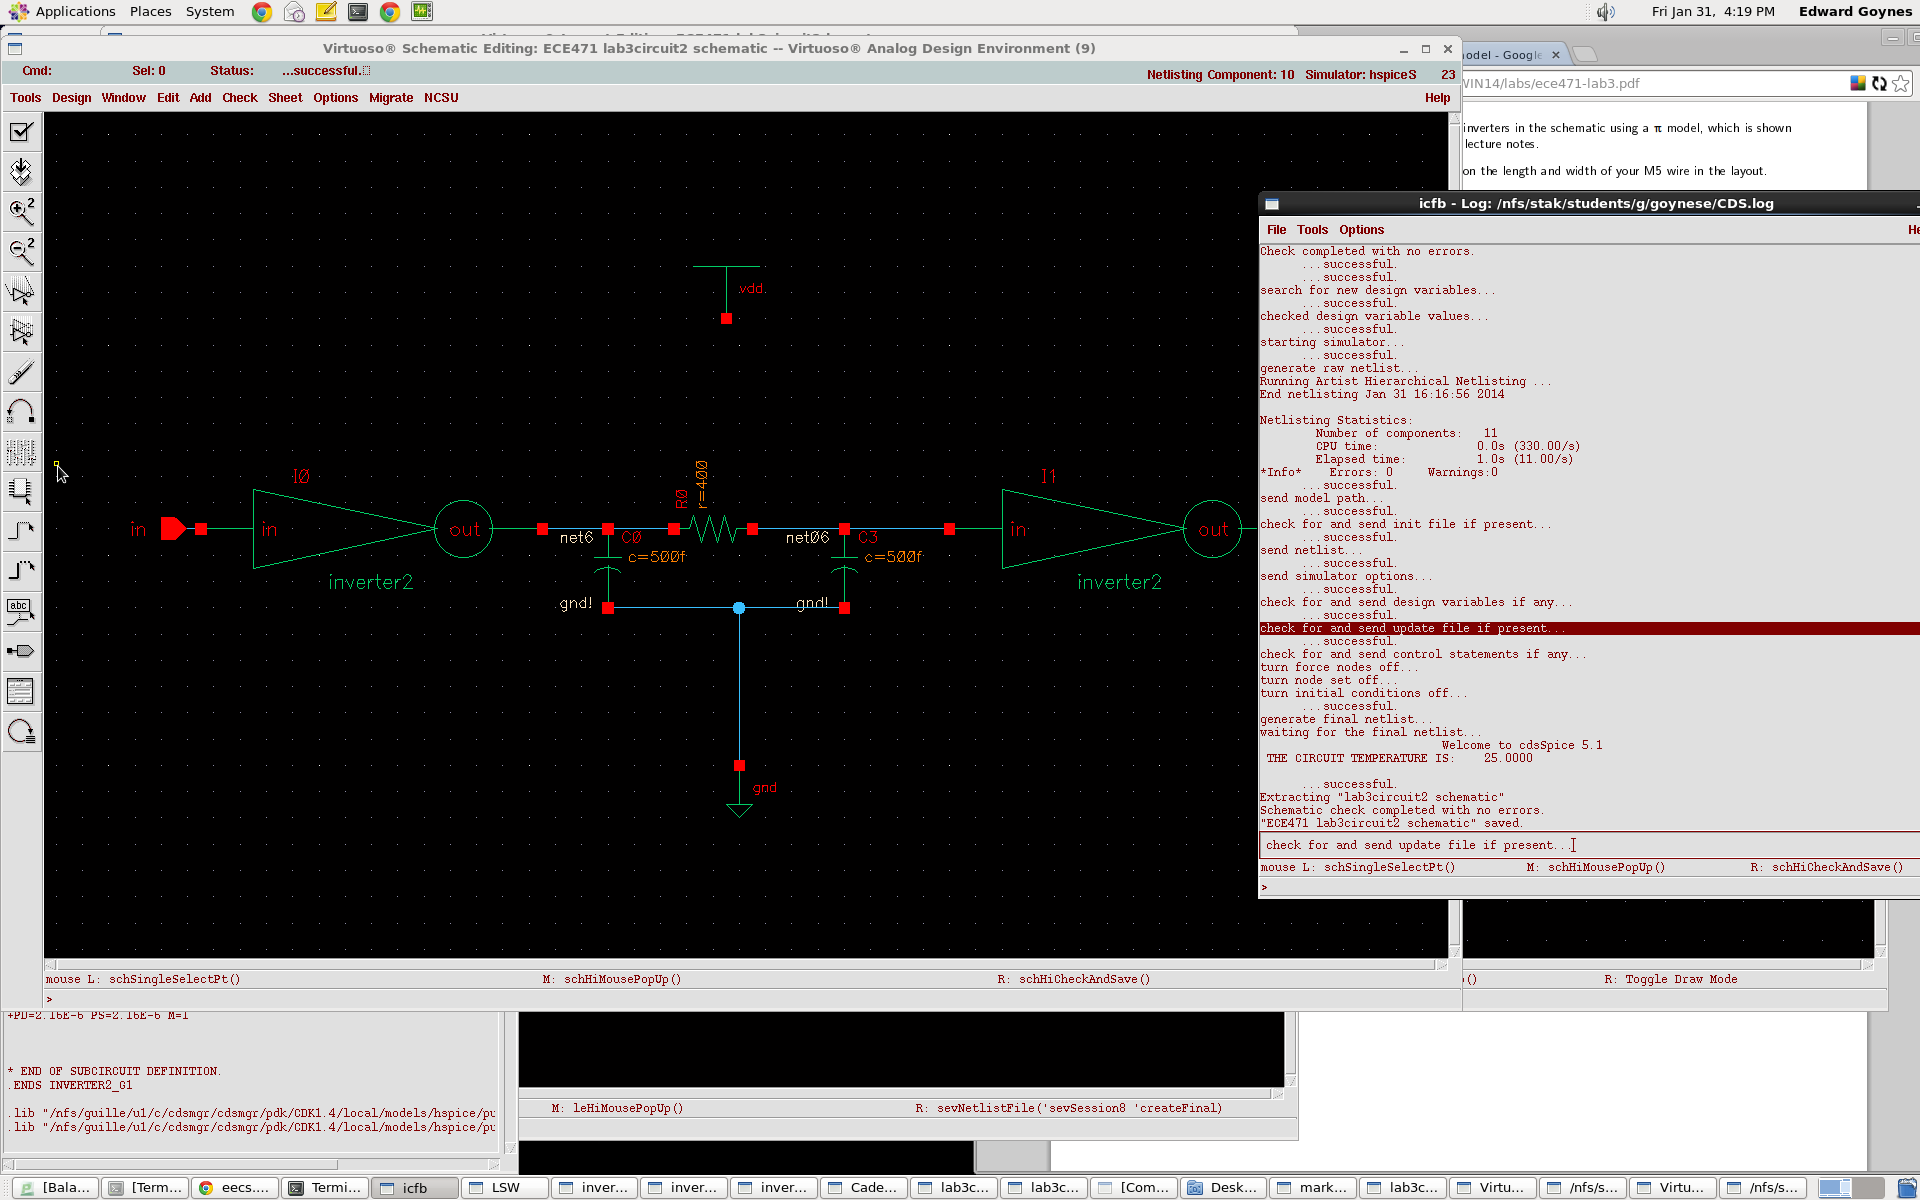 Applications Places System
Fri Jan 31, 4:19 PM Edward Goynes
Virtuoso® Schematic Editing: ECE471 lab3circuit2 schematic -- Virtuoso® Analog Design Environment (9)
Cmd: Sel: 0 Status: ...successful.
Netlisting Component: 10 Simulator: hspiceS 23
Tools Design Window Edit Add Check Sheet Options Migrate NCSU Help
odel - Google
WIN14/labs/ece471-lab3.pdf
inverters in the schematic using a π model, which is shown
lecture notes.
on the length and width of your M5 wire in the layout.
vdd
I0
in
in
out
inverter2
net6
C0
c=500f
gnd!
R0
r=400
net06
C3
c=500f
gnd!
gnd
I1
in
out
inverter2
icfb - Log: /nfs/stak/students/g/goynese/CDS.log
File Tools Options He
Check completed with no errors.
...successful.
...successful.
search for new design variables...
...successful.
checked design variable values...
...successful.
starting simulator...
...successful.
generate raw netlist...
Running Artist Hierarchical Netlisting ...
End netlisting Jan 31 16:16:56 2014
Netlisting Statistics:
Number of components: 11
CPU time: 0.0s (330.00/s)
Elapsed time: 1.0s (11.00/s)
*Info* Errors: 0 Warnings:0
...successful.
send model path...
...successful.
check for and send init file if present...
...successful.
send netlist...
...successful.
send simulator options...
...successful.
check for and send design variables if any...
...successful.
check for and send update file if present...
...successful.
check for and send control statements if any...
turn force nodes off...
turn node set off...
turn initial conditions off...
...successful.
generate final netlist...
waiting for the final netlist...
Welcome to cdsSpice 5.1
THE CIRCUIT TEMPERATURE IS: 25.0000
...successful.
Extracting "lab3circuit2 schematic"
Schematic check completed with no errors.
"ECE471 lab3circuit2 schematic" saved.
check for and send update file if present...
mouse L: schSingleSelectPt() M: schHiMousePopUp() R: schHiCheckAndSave()
>
mouse L: schSingleSelectPt() M: schHiMousePopUp() R: schHiCheckAndSave()
>
() R: Toggle Draw Mode
+PD=2.16E-6 PS=2.16E-6 M=1
* END OF SUBCIRCUIT DEFINITION.
.ENDS INVERTER2_G1
.lib "/nfs/guille/u1/c/cdsmgr/cdsmgr/pdk/CDK1.4/local/models/hspice/pu
.lib "/nfs/guille/u1/c/cdsmgr/cdsmgr/pdk/CDK1.4/local/models/hspice/pu
M: leHiMousePopUp() R: sevNetlistFile('sevSession8 'createFinal)
[Bala... [Term... eecs.... Termi... icfb LSW inver... inver... inver... Cade... lab3c... lab3c... [Com... Desk... mark... lab3c... Virtu... /nfs/s... Virtu... /nfs/s...